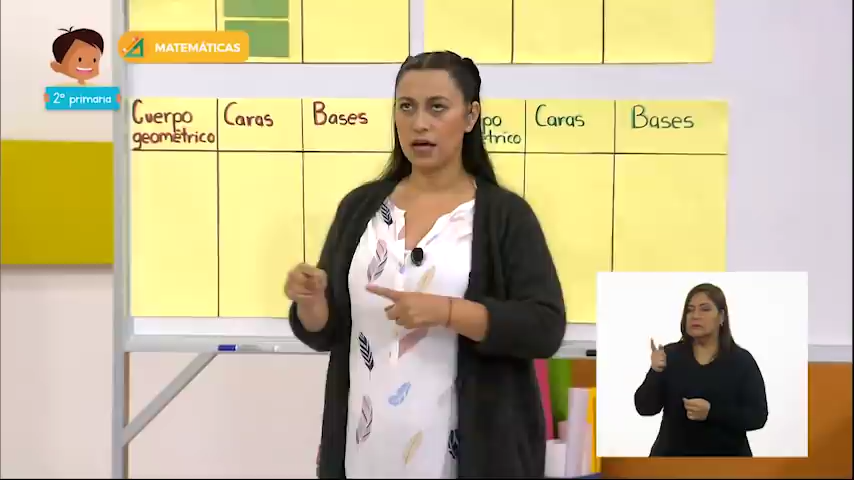 MATEMÁTICAS
2° primaria
Cuerpo
geométrico
Caras
Bases
Caras
Bases